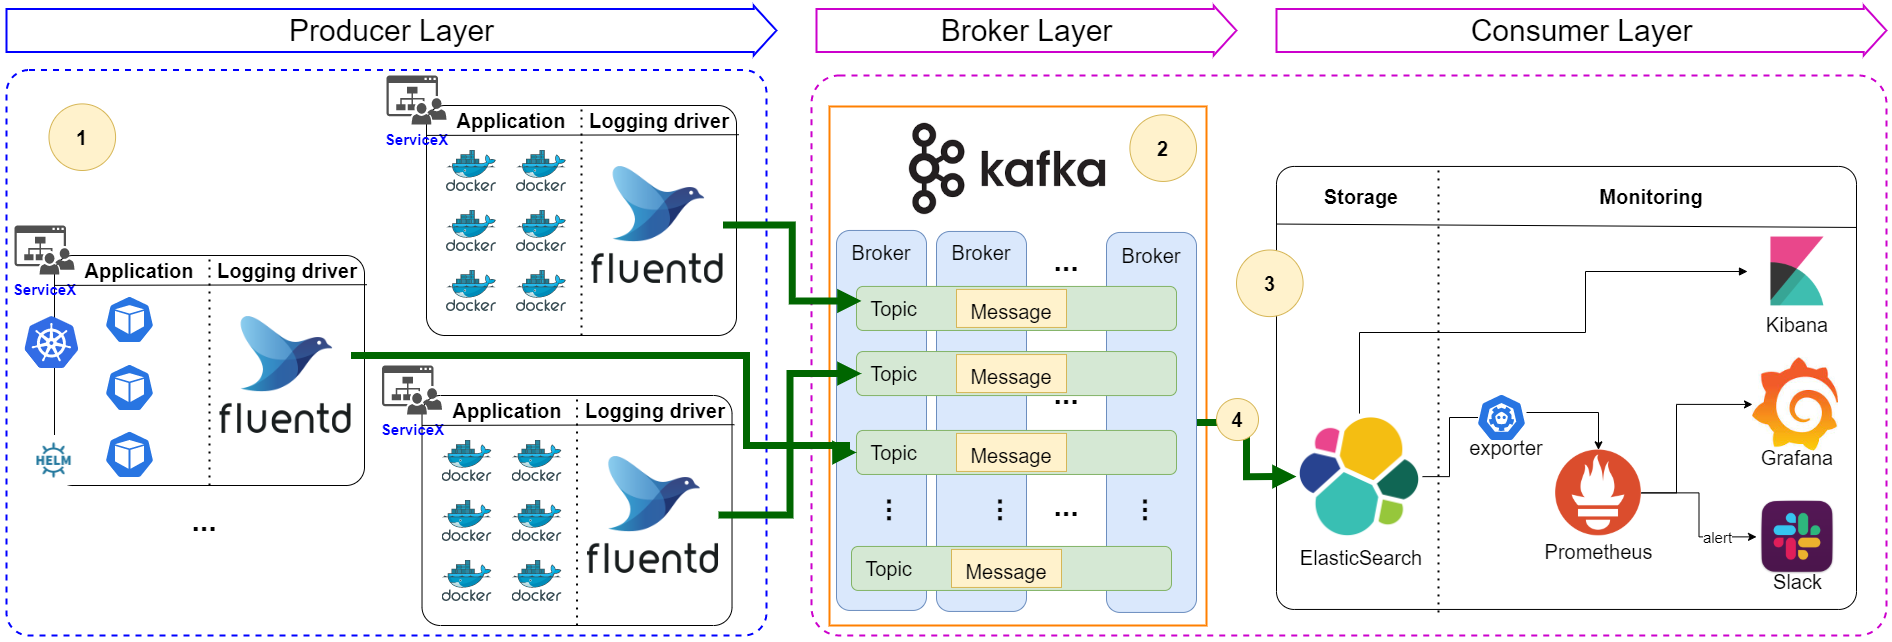 Producer Layer
Broker Layer
Consumer Layer
1
ServiceX
Application
Logging driver
docker
docker
docker
docker
docker
docker
fluentd
ServiceX
Application
Logging driver
HELM
fluentd
...
ServiceX
Application
Logging driver
docker
docker
docker
docker
docker
docker
fluentd
kafka
2
Broker
Broker
...
Broker
Topic
Message
Topic
Message
...
Topic
Message
...
...
...
...
Topic
Message
3
4
Storage
Monitoring
Kibana
exporter
Grafana
ElasticSearch
Prometheus
alert
Slack